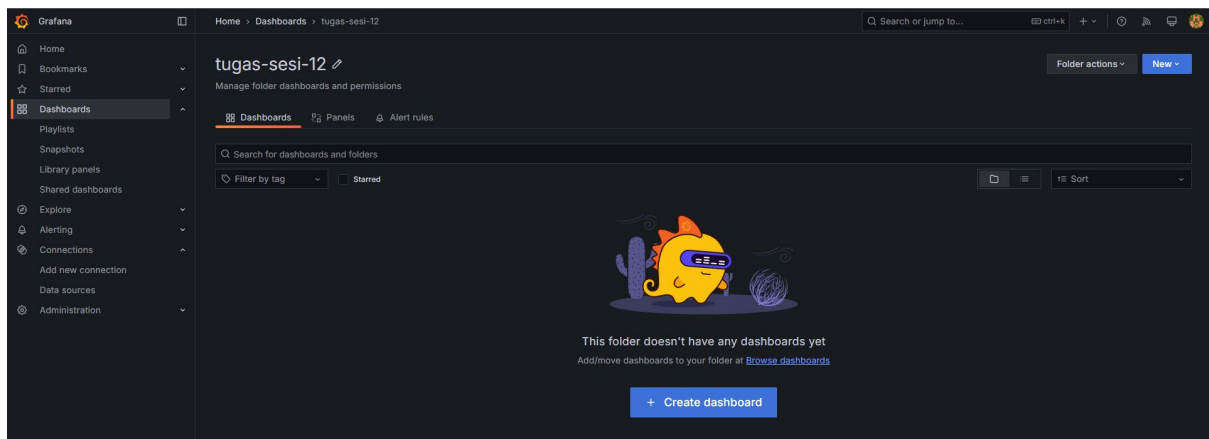 Grafana
Home › Dashboards › tugas-sesi-12
Search or jump to...
ctrl+k
Home
Bookmarks
Starred
Dashboards
Playlists
Snapshots
Library panels
Shared dashboards
Explore
Alerting
Connections
Add new connection
Data sources
Administration
tugas-sesi-12
Manage folder dashboards and permissions
Folder actions
New
Dashboards Panels Alert rules
Search for dashboards and folders
Filter by tag
Starred
Sort
This folder doesn't have any dashboards yet
Add/move dashboards to your folder at Browse dashboards
+ Create dashboard